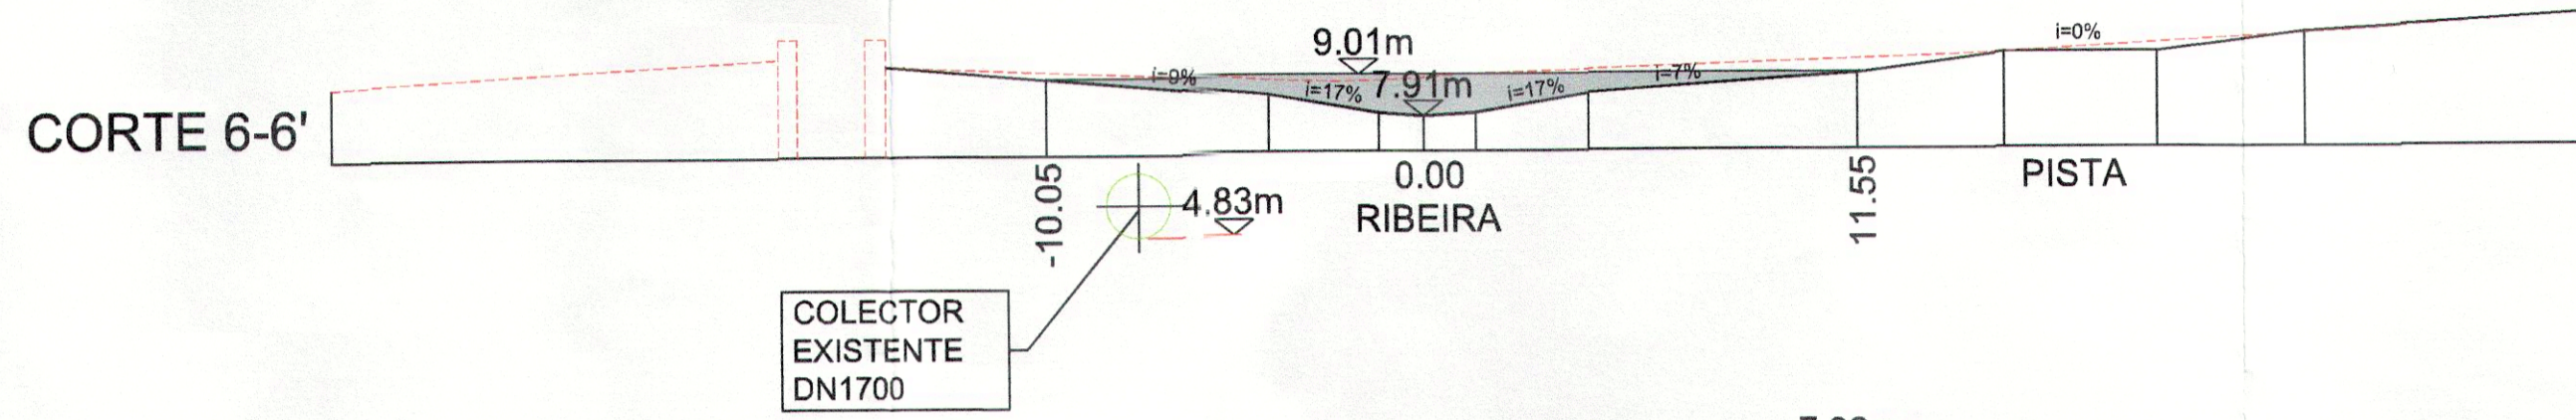 i=0%
9.01m
i=9%
i=7%
7.91m
i=17%
i=17%
CORTE 6-6'
-10.05
0.00
11.55
PISTA
4.83m
RIBEIRA
COLECTOR
EXISTENTE
DN1700